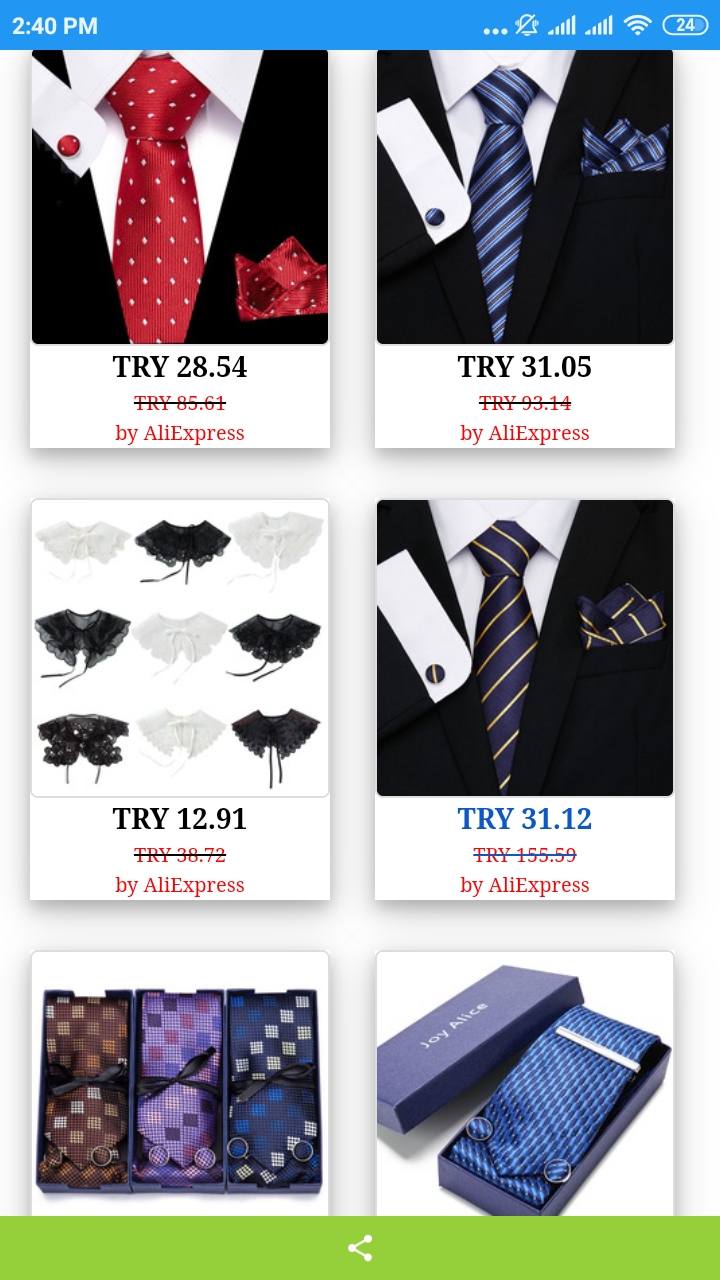 2:40 PM
24
TRY 28.54
TRY 85.61
by AliExpress
TRY 31.05
TRY 93.14
by AliExpress
TRY 12.91
TRY 38.72
by AliExpress
TRY 31.12
TRY 155.59
by AliExpress
Joy Alice